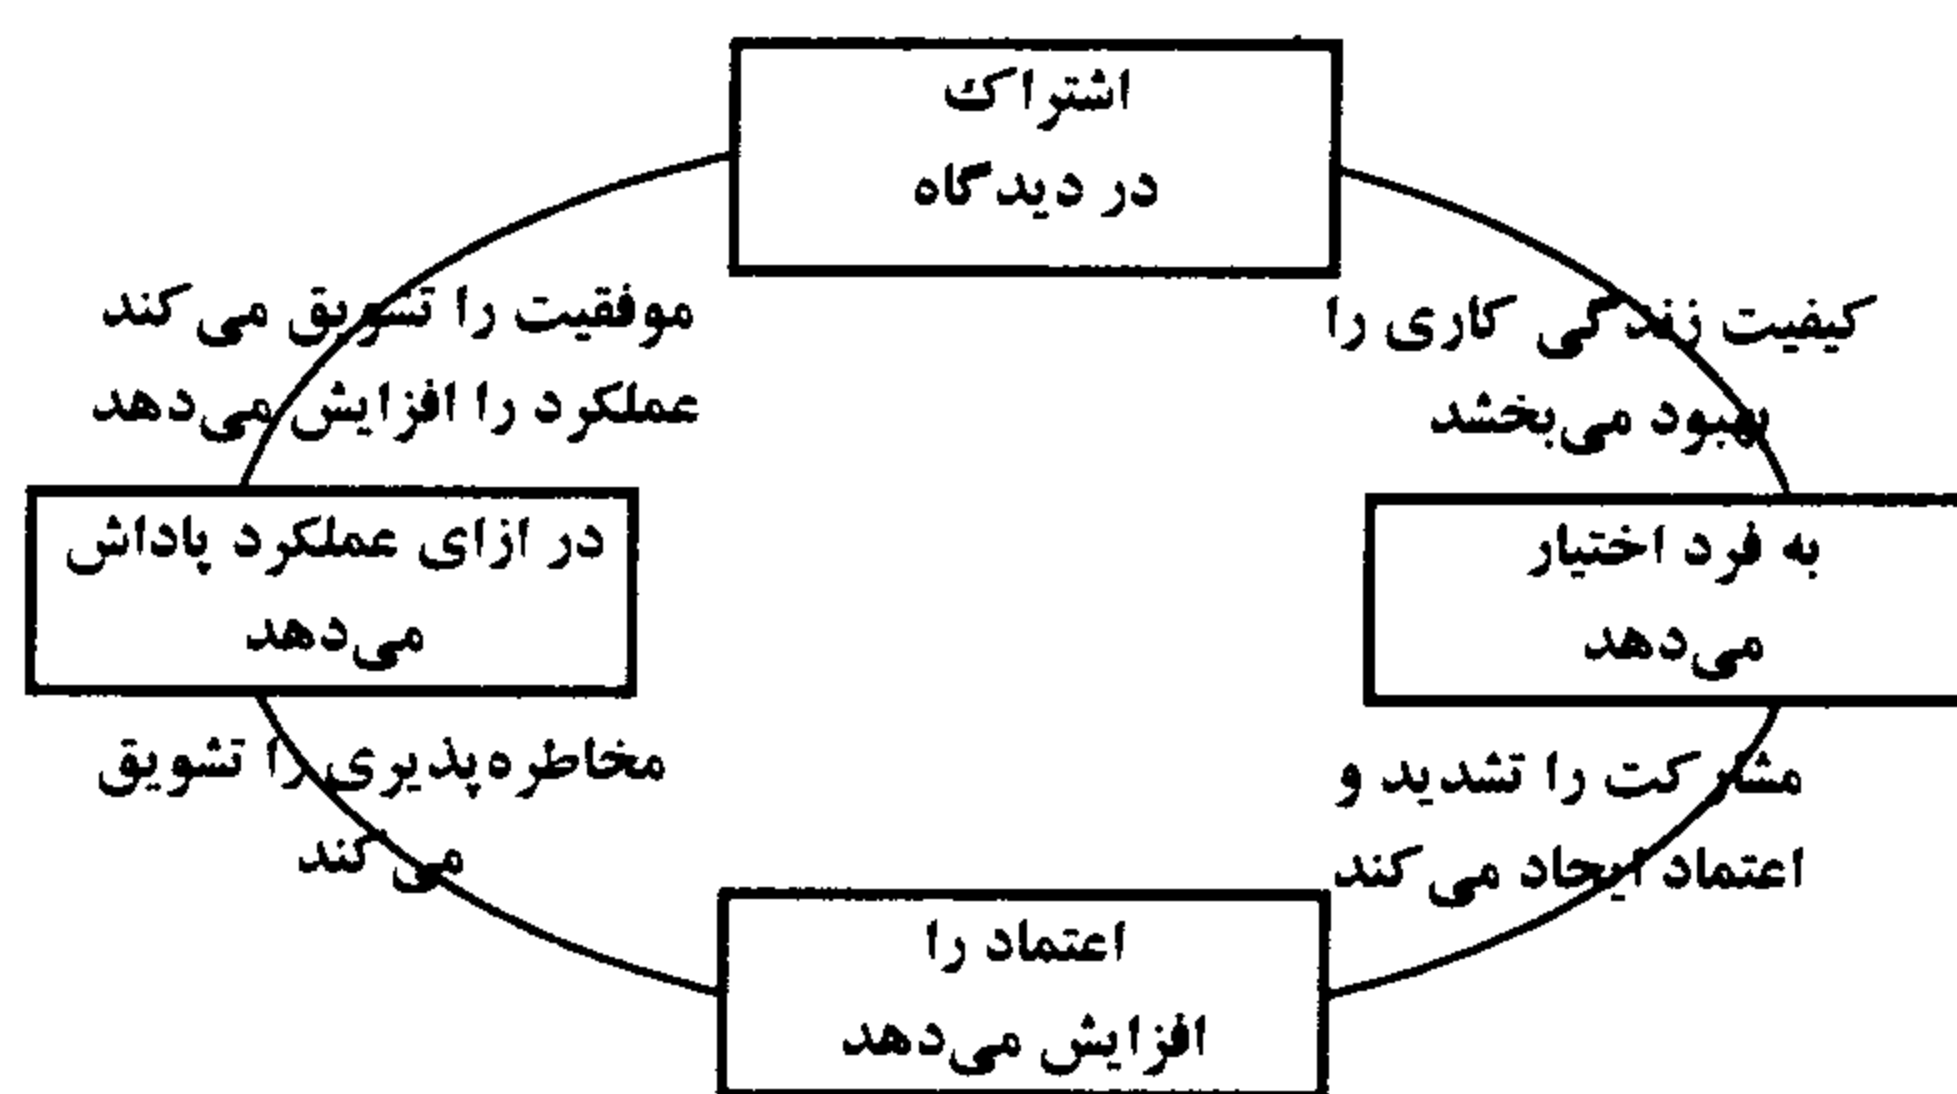 اشتراک
در دیدگاه
کیفیت زندگی کاری را
بهبود می‌بخشد
موفقیت را تشویق می‌کند
عملکرد را افزایش می‌دهد
به فرد اختیار
می‌دهد
در ازای عملکرد پاداش
می‌دهد
مشارکت را تشدید و
اعتماد ایجاد می‌کند
مخاطره‌پذیری را تشویق
می‌کند
اعتماد را
افزایش می‌دهد